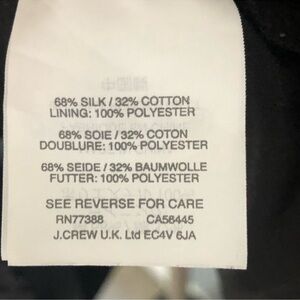 68% SILK / 32% COTTON
LINING: 100% POLYESTER
68% SOIE / 32% COTON
DOUBLURE: 100% POLYESTER
68% SEIDE / 32% BAUMWOLLE
FUTTER: 100% POLYESTER
SEE REVERSE FOR CARE
RN77388 CA56445
J.CREW U.K. Ltd EC4V 6JA